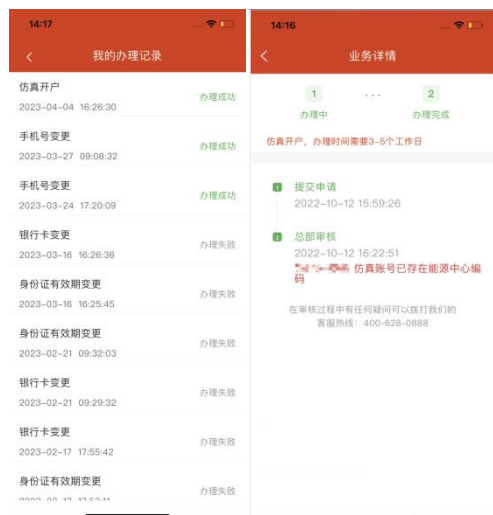 14:17
我的办理记录
仿真开户
2023-04-04 16:26:30
办理成功
手机号变更
2023-03-27 09:08:32
办理成功
手机号变更
2023-03-24 17:20:09
办理成功
银行卡变更
2023-03-16 16:26:36
办理失败
身份证有效期变更
2023-03-16 16:25:45
办理失败
身份证有效期变更
2023-02-21 09:32:03
办理失败
银行卡变更
2023-02-21 09:29:32
办理失败
银行卡变更
2023-02-17 17:55:42
办理失败
身份证有效期变更
办理失败
14:16
业务详情
1 ... 2
办理中 办理完成
仿真开户，办理时间需要3-5个工作日
1 提交申请
2022-10-12 15:59:26
2 总部审核
2022-10-12 16:22:51
仿真账号已存在能源中心编
码
在审核过程中有任何疑问可以拨打我们的
客服热线：400-628-0888